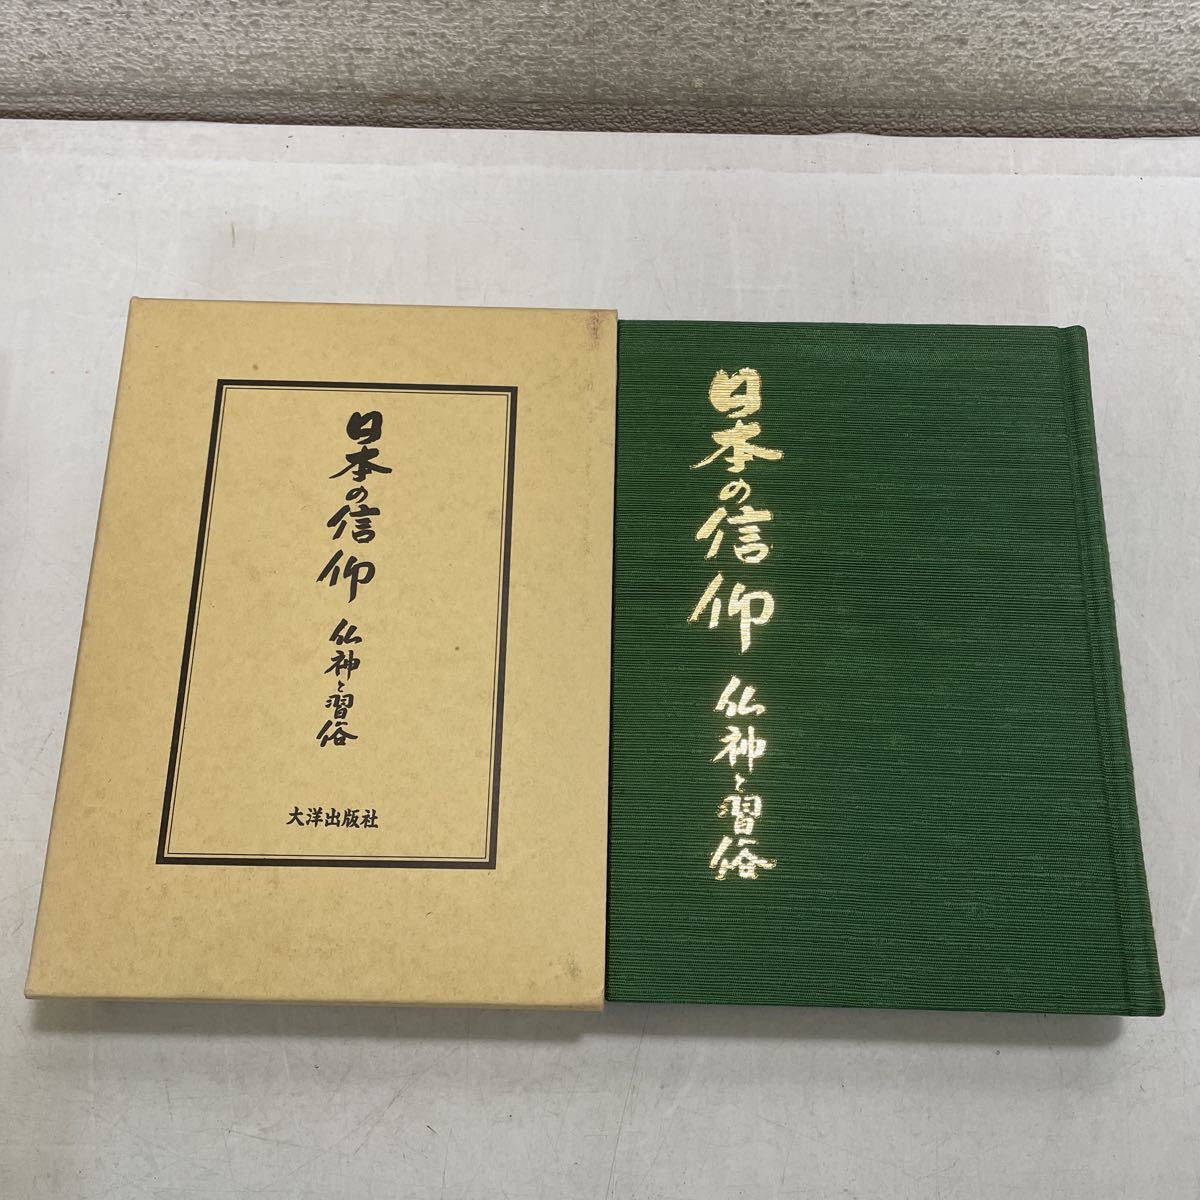 日本の信仰
仏神と習俗
大洋出版社
日本の信仰
仏神と習俗